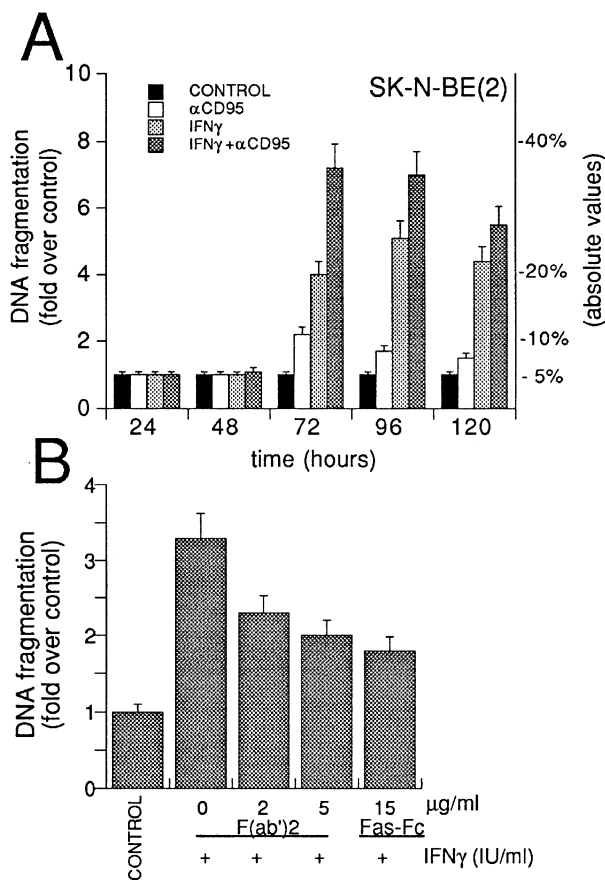 A
SK-N-BE(2)
CONTROL
αCD95
IFNγ
IFNγ+αCD95
DNA fragmentation
(fold over control)
10
8
6
4
2
0
-40%
-20%
-10%
- 5%
(absolute values)
24 48 72 96 120
time (hours)
B
DNA fragmentation
(fold over control)
4
3
2
1
0
CONTROL
0 2 5 15 μg/ml
F(ab')2 Fas-Fc
+ + + + IFNγ (IU/ml)